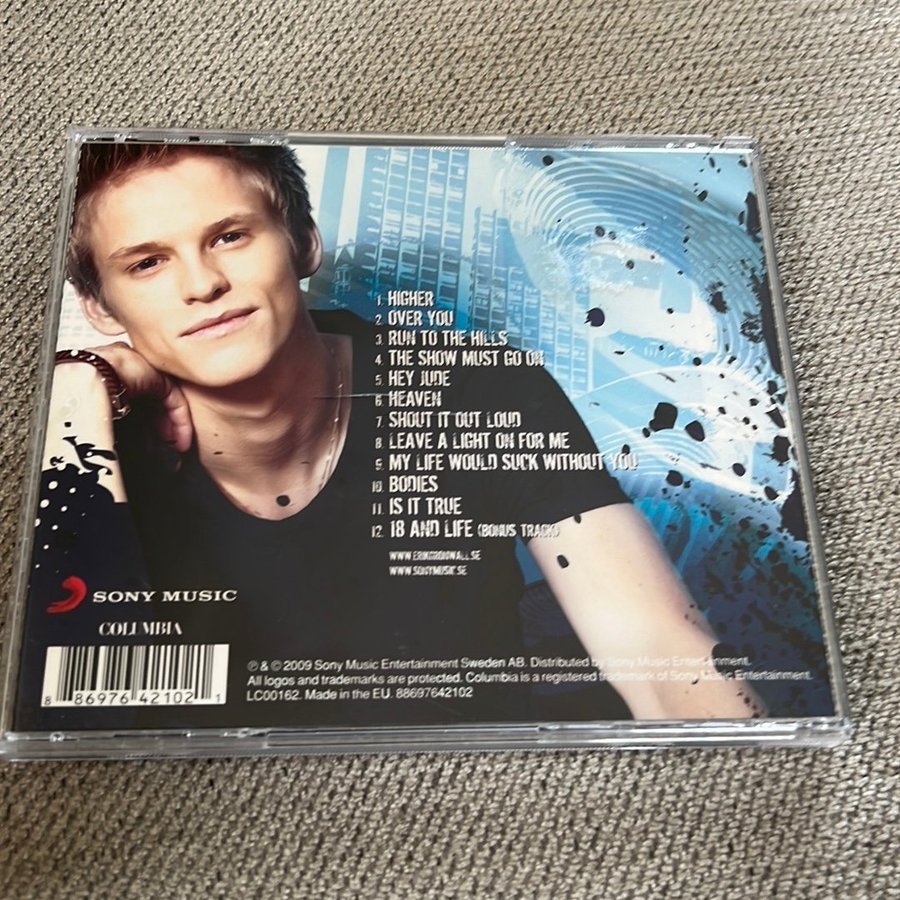 1. HIGHER
2. OVER YOU
3. RUN TO THE HILLS
4. THE SHOW MUST GO ON
5. HEY JUDE
6. HEAVEN
7. SHOUT IT OUT LOUD
8. LEAVE A LIGHT ON FOR ME
9. MY LIFE WOULD SUCK WITHOUT YOU
10. BODIES
11. IS IT TRUE
12. 18 AND LIFE (BONUS TRACK)
WWW.ERIKGRONWALL.SE
WWW.SONYMUSIC.SE
SONY MUSIC
COLUMBIA
8 86976 42102 1
℗ & © 2009 Sony Music Entertainment Sweden AB. Distributed by Sony Music Entertainment.
All logos and trademarks are protected. Columbia is a registered trademark of Sony Music Entertainment.
LC00162. Made in the EU. 88697642102